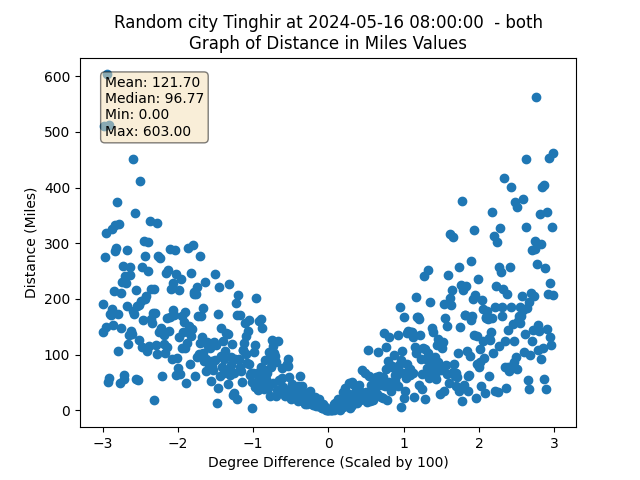 Random city Tinghir at 2024-05-16 08:00:00  - both
Graph of Distance in Miles Values
Mean: 121.70
Median: 96.77
Min: 0.00
Max: 603.00
600
500
400
300
200
100
0
Distance (Miles)
−3
−2
−1
0
1
2
3
Degree Difference (Scaled by 100)